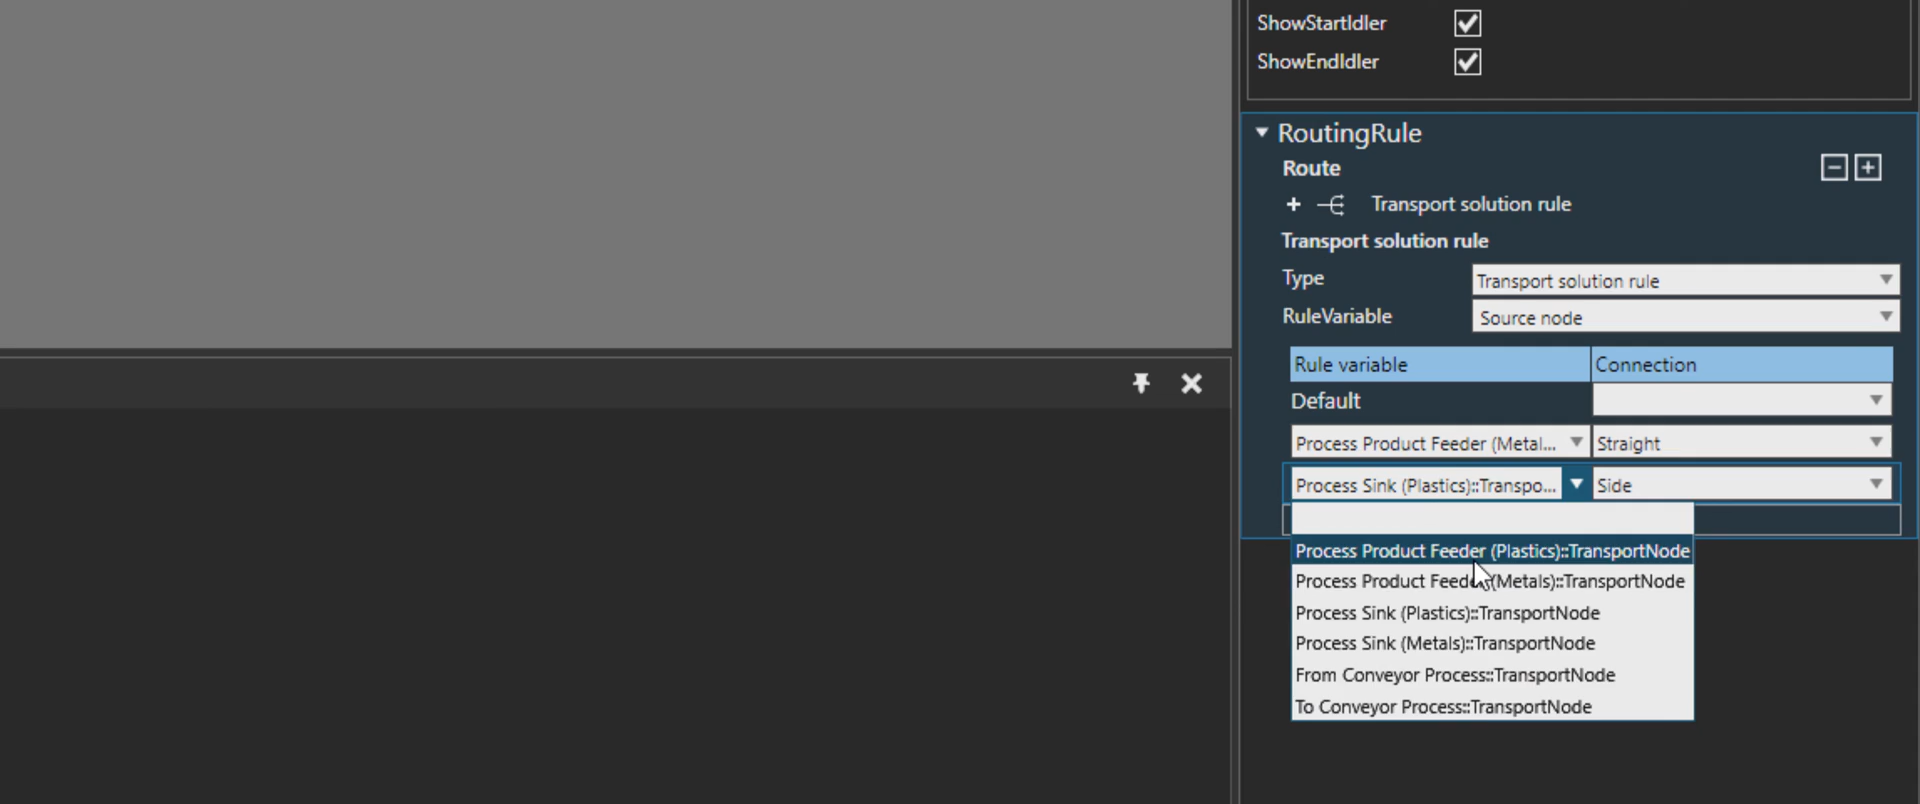 ShowStartIdler
ShowEndIdler
RoutingRule
Route
Transport solution rule
Transport solution rule
Type Transport solution rule
RuleVariable Source node
Rule variable Connection
Default
Process Product Feeder (Metal... Straight
Process Sink (Plastics)::Transpo... Side
Process Product Feeder (Plastics)::TransportNode
Process Product Feeder (Metals)::TransportNode
Process Sink (Plastics)::TransportNode
Process Sink (Metals)::TransportNode
From Conveyor Process::TransportNode
To Conveyor Process::TransportNode